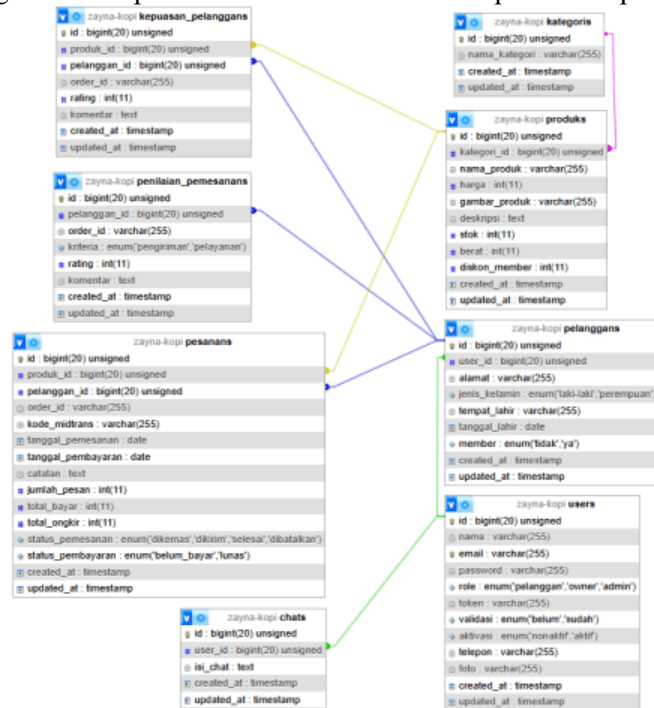 zayna-kopi kepuasan_pelanggans
id : bigint(20) unsigned
produk_id : bigint(20) unsigned
pelanggan_id : bigint(20) unsigned
order_id : varchar(255)
rating : int(11)
komentar : text
created_at : timestamp
updated_at : timestamp
zayna-kopi kategoris
id : bigint(20) unsigned
nama_kategori : varchar(255)
created_at : timestamp
updated_at : timestamp
zayna-kopi produks
id : bigint(20) unsigned
kategori_id : bigint(20) unsigned
nama_produk : varchar(255)
harga : int(11)
gambar_produk : varchar(255)
deskripsi : text
stok : int(11)
berat : int(11)
diskon_member : int(11)
created_at : timestamp
updated_at : timestamp
zayna-kopi penilaian_pemesanans
id : bigint(20) unsigned
pelanggan_id : bigint(20) unsigned
order_id : varchar(255)
kriteria : enum('pengiriman','pelayanan')
rating : int(11)
komentar : text
created_at : timestamp
updated_at : timestamp
zayna-kopi pesanans
id : bigint(20) unsigned
produk_id : bigint(20) unsigned
pelanggan_id : bigint(20) unsigned
order_id : varchar(255)
kode_midtrans : varchar(255)
tanggal_pemesanan : date
tanggal_pembayaran : date
catatan : text
jumlah_pesan : int(11)
total_bayar : int(11)
total_ongkir : int(11)
status_pemesanan : enum('dikemas','dikirim','selesai','dibatalkan')
status_pembayaran : enum('belum_bayar','lunas')
created_at : timestamp
updated_at : timestamp
zayna-kopi pelanggans
id : bigint(20) unsigned
user_id : bigint(20) unsigned
alamat : varchar(255)
jenis_kelamin : enum('laki-laki','perempuan'
tempat_lahir : varchar(255)
tanggal_lahir : date
member : enum('tidak','ya')
created_at : timestamp
updated_at : timestamp
zayna-kopi users
id : bigint(20) unsigned
nama : varchar(255)
email : varchar(255)
password : varchar(255)
role : enum('pelanggan','owner','admin')
token : varchar(255)
validasi : enum('belum','sudah')
aktivasi : enum('nonaktif','aktif')
telepon : varchar(255)
foto : varchar(255)
created_at : timestamp
updated_at : timestamp
zayna-kopi chats
id : bigint(20) unsigned
user_id : bigint(20) unsigned
isi_chat : text
created_at : timestamp
updated_at : timestamp